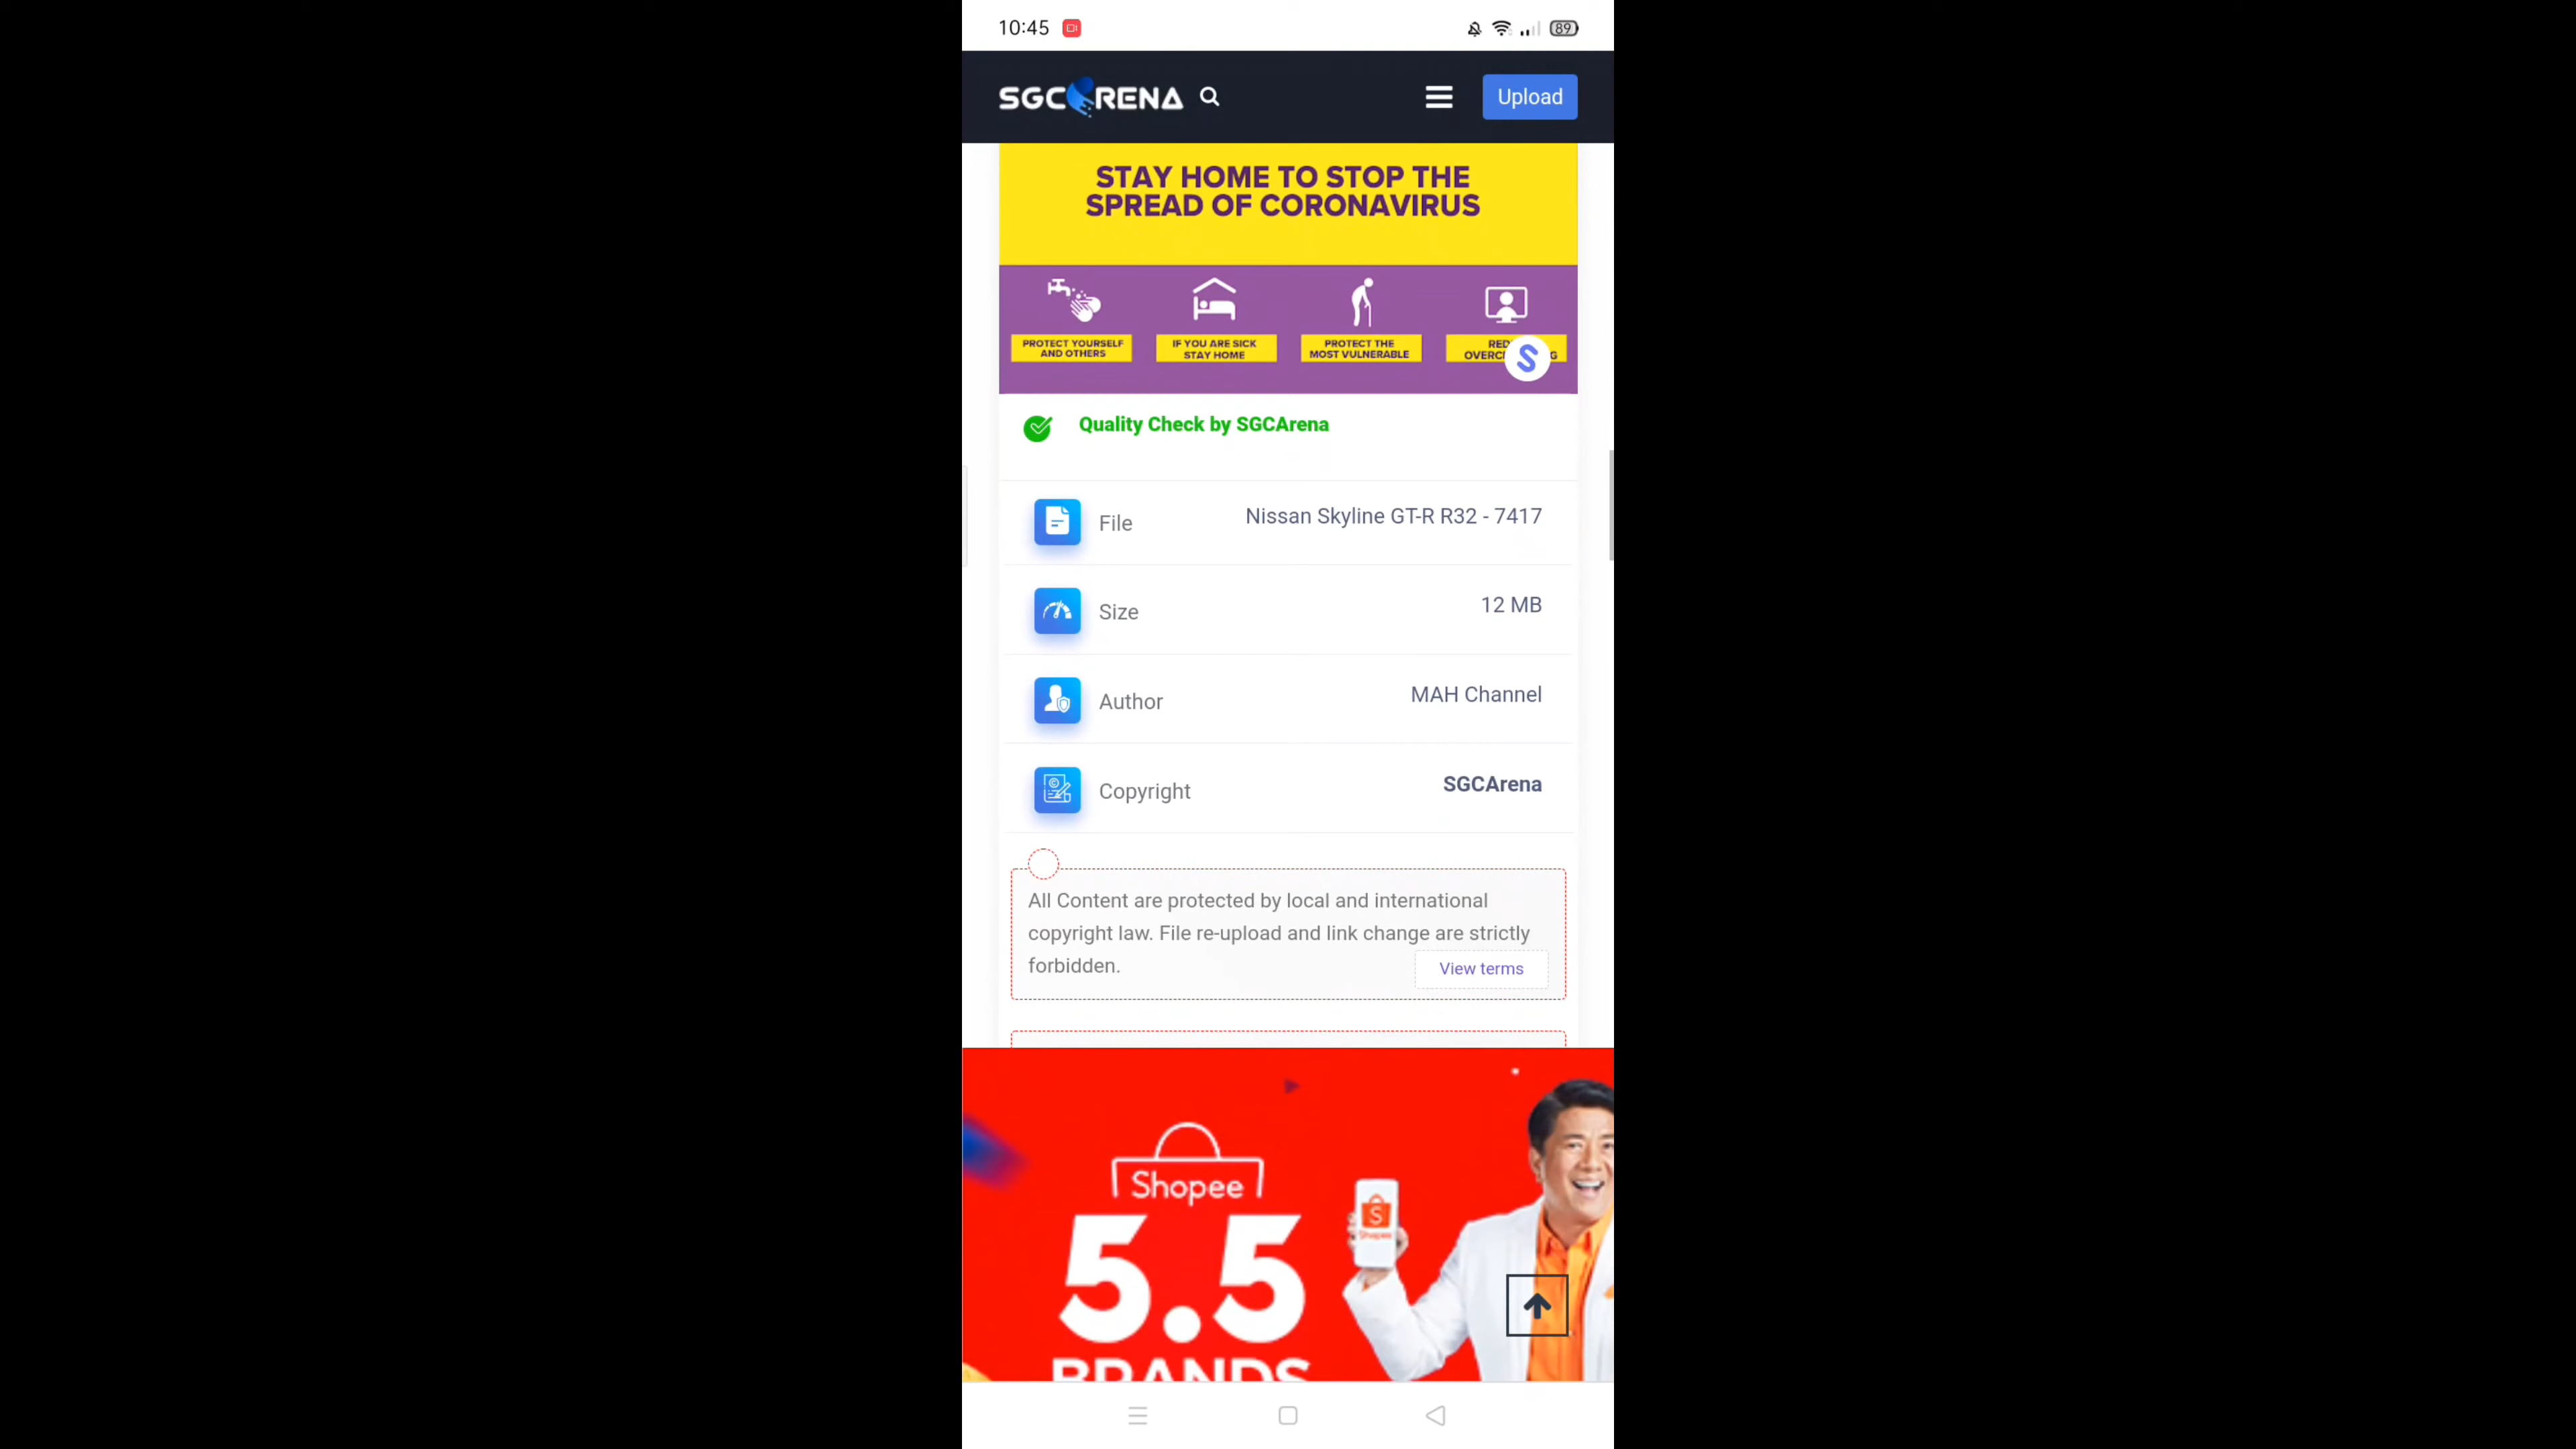 10:45
89
SGCARENA
Upload
STAY HOME TO STOP THE
SPREAD OF CORONAVIRUS
PROTECT YOURSELF
AND OTHERS
IF YOU ARE SICK
STAY HOME
PROTECT THE
MOST VULNERABLE
Quality Check by SGCArena
File
Nissan Skyline GT-R R32 - 7417
Size
12 MB
Author
MAH Channel
Copyright
SGCArena
All Content are protected by local and international
copyright law. File re-upload and link change are strictly
forbidden.
View terms
Shopee
5.5
BRANDS
Shopee